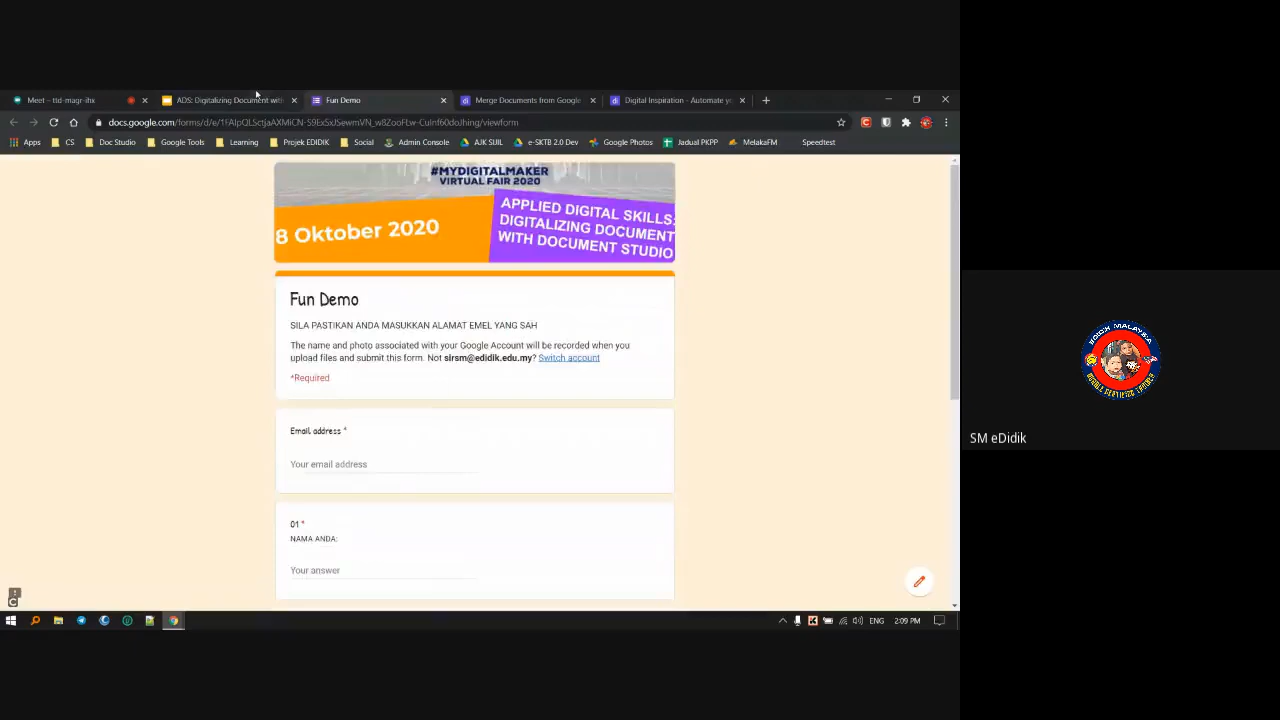 Meet – ttd-magr-ihx
ADS: Digitalizing Document with
Fun Demo
Merge Documents from Google
Digital Inspiration - Automate yo
docs.google.com/forms/d/e/
/viewform
Apps
CS
Doc Studio
Google Tools
Learning
Projek EDIDIK
Social
Admin Console
AJK SUIL
e-SKTB 2.0 Dev
Google Photos
Jadual PKPP
MelakaFM
Speedtest
#MYDIGITALMAKER
VIRTUAL FAIR 2020
8 Oktober 2020
APPLIED DIGITAL SKILLS:
DIGITALIZING DOCUMENT
WITH DOCUMENT STUDIO
Fun Demo
SILA PASTIKAN ANDA MASUKKAN ALAMAT EMEL YANG SAH
The name and photo associated with your Google Account will be recorded when you
upload files and submit this form. Not sirsm@edidik.edu.my? Switch account
*Required
Email address *
Your email address
01 *
NAMA ANDA:
Your answer
EDIDIK MALAYSIA
GOOGLE CERTIFIED TRAINER
SM eDidik
ENG
2:09 PM